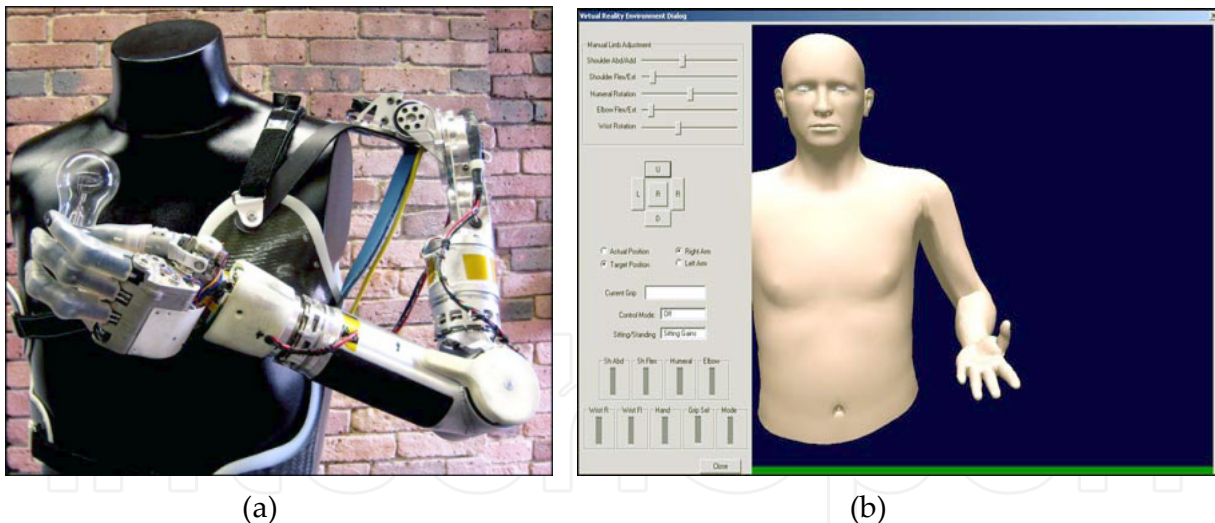 Virtual Reality Environment Dialog
Manual Limb Adjustment
Shoulder Abd/Add
Shoulder Flex/Ext
Humeral Rotation
Elbow Flex/Ext
Wrist Rotation
U
L R R
D
Actual Position Right Arm
Target Position Left Arm
Current Grip
Control Mode: Off
Sitting/Standing Sitting Gains
Sh Abd Sh Flex Humeral Elbow
Wrist R Wrist Fl Hand Grip Sel Mode
Close
(a) (b)